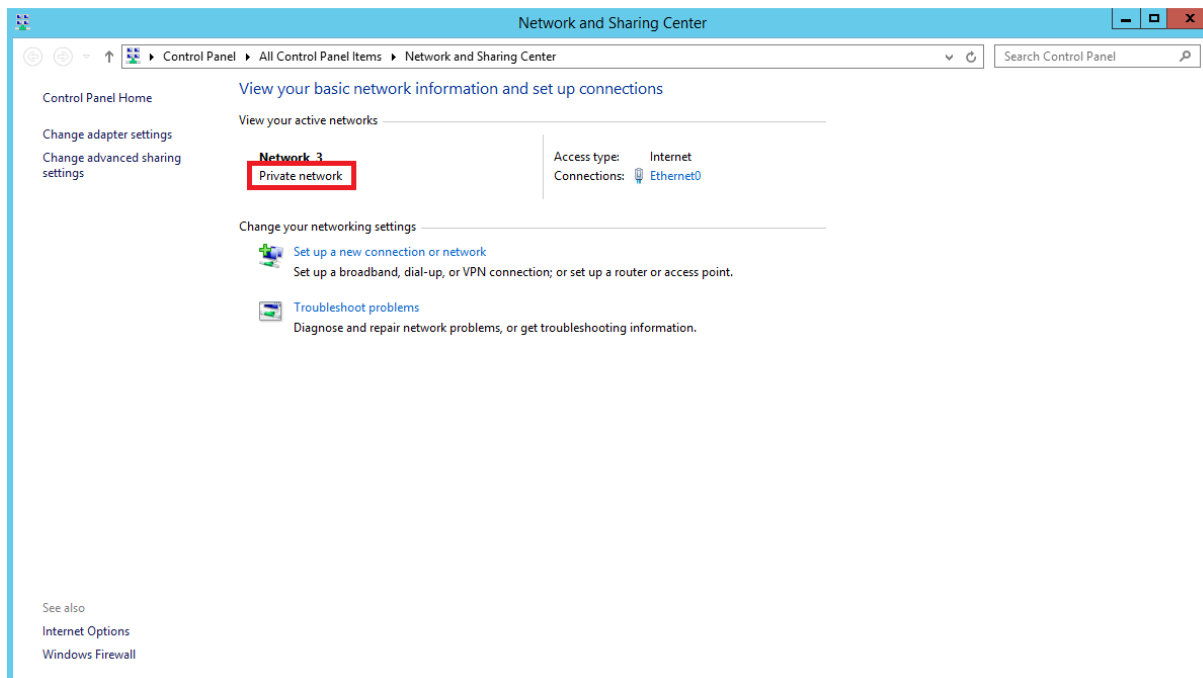 Network and Sharing Center
Control Panel All Control Panel Items Network and Sharing Center
Search Control Panel
Control Panel Home
Change adapter settings
Change advanced sharing
settings
View your basic network information and set up connections
View your active networks
Network 3
Private network
Access type: Internet
Connections: Ethernet0
Change your networking settings
Set up a new connection or network
Set up a broadband, dial-up, or VPN connection; or set up a router or access point.
Troubleshoot problems
Diagnose and repair network problems, or get troubleshooting information.
See also
Internet Options
Windows Firewall